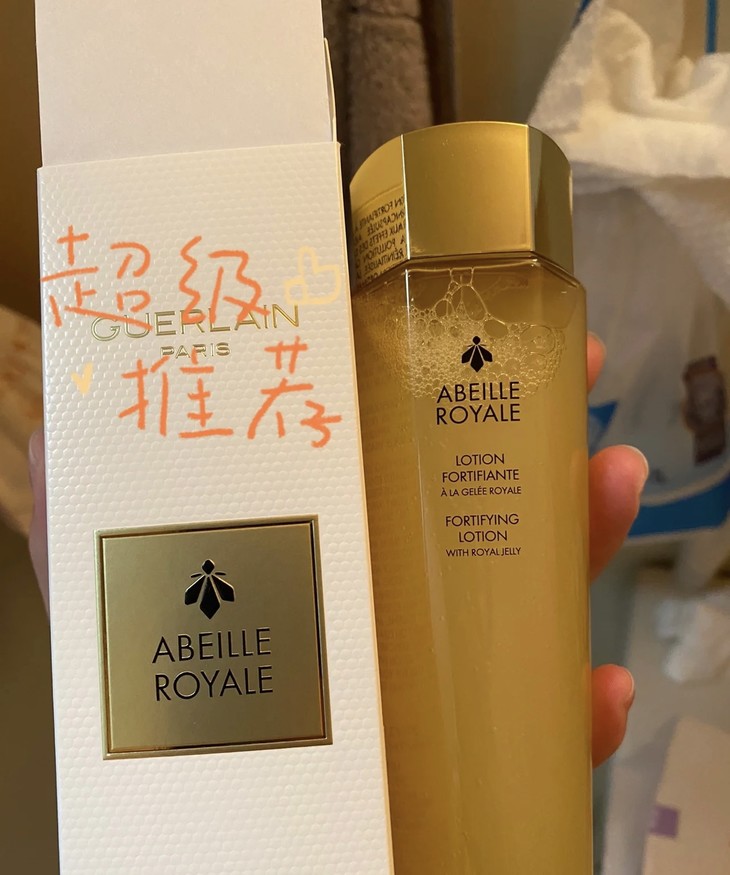 超级
GUERLAIN
PARIS
推荐
ABEILLE
ROYALE
ABEILLE
ROYALE
LOTION
FORTIFIANTE
À LA GELÉE ROYALE
FORTIFYING
LOTION
WITH ROYAL JELLY